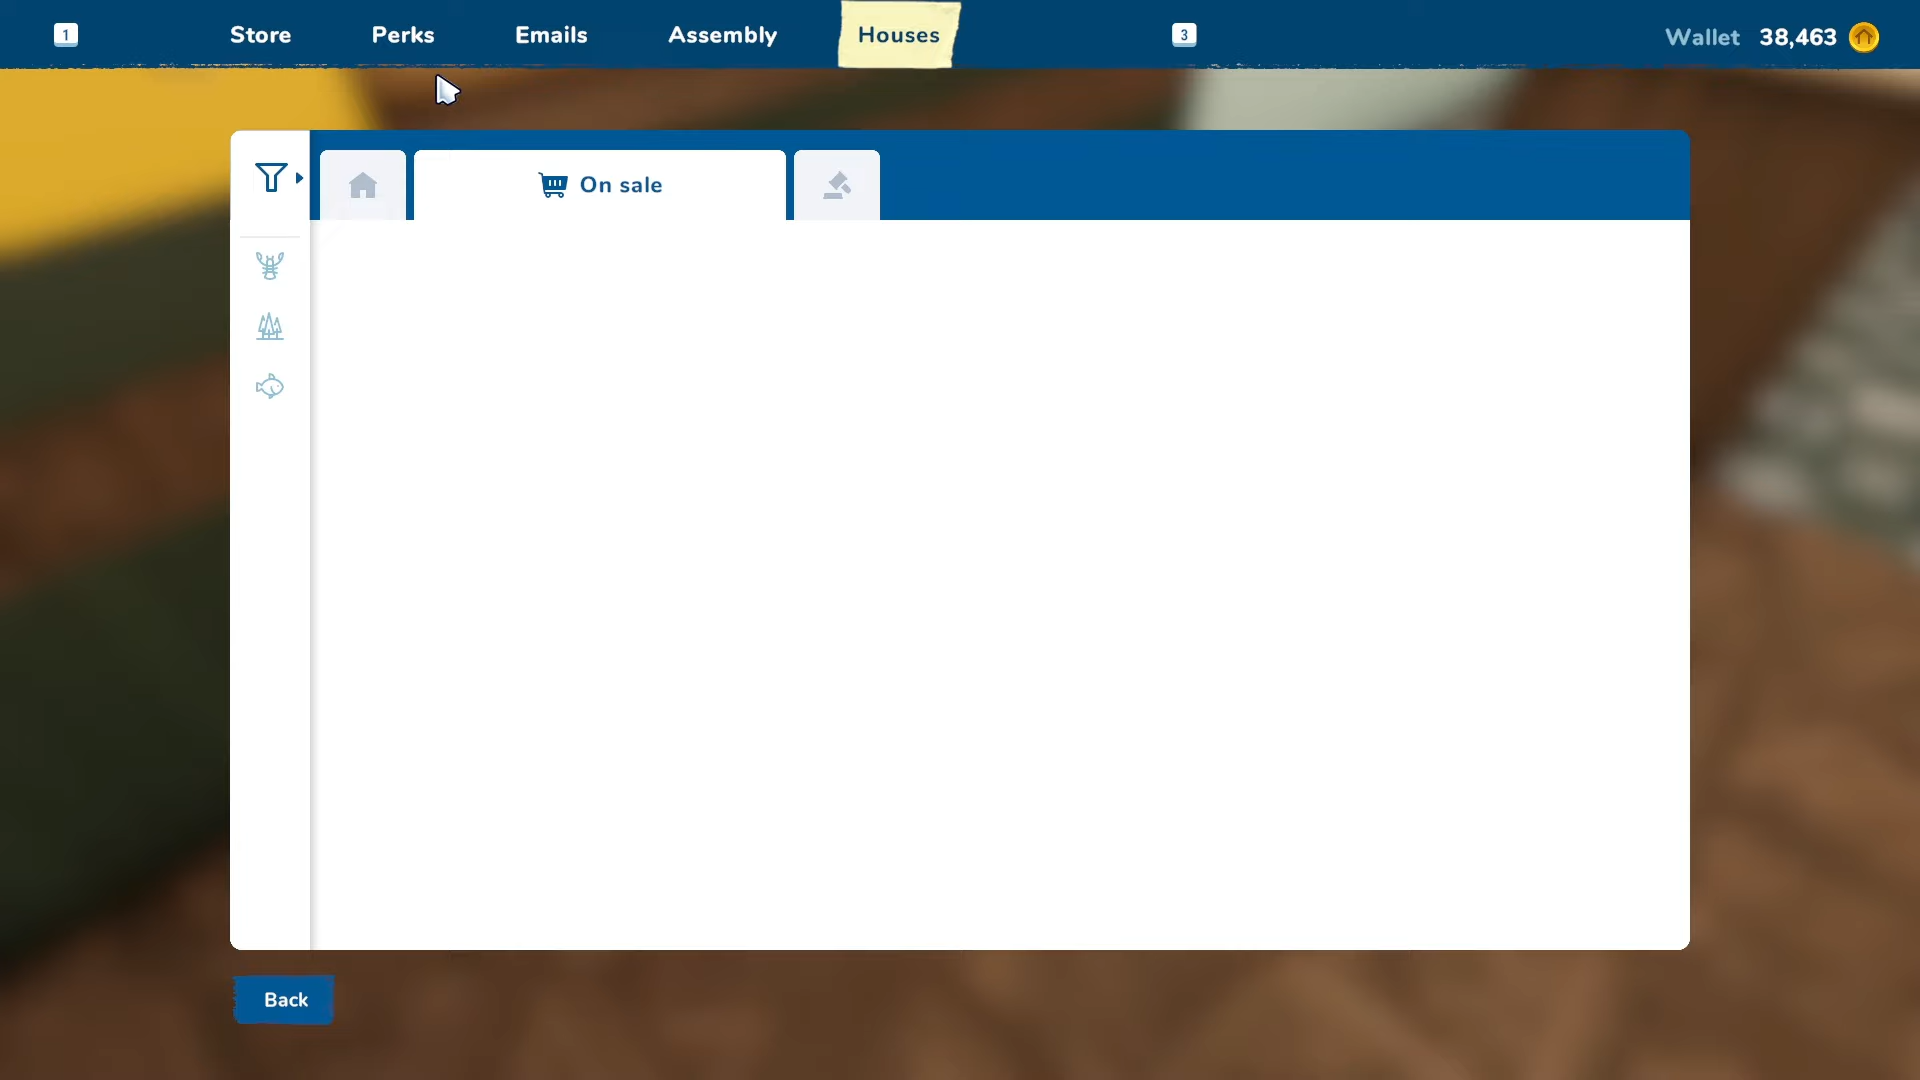 1
Store
Perks
Emails
Assembly
Houses
3
Wallet 38,463
On sale
Back